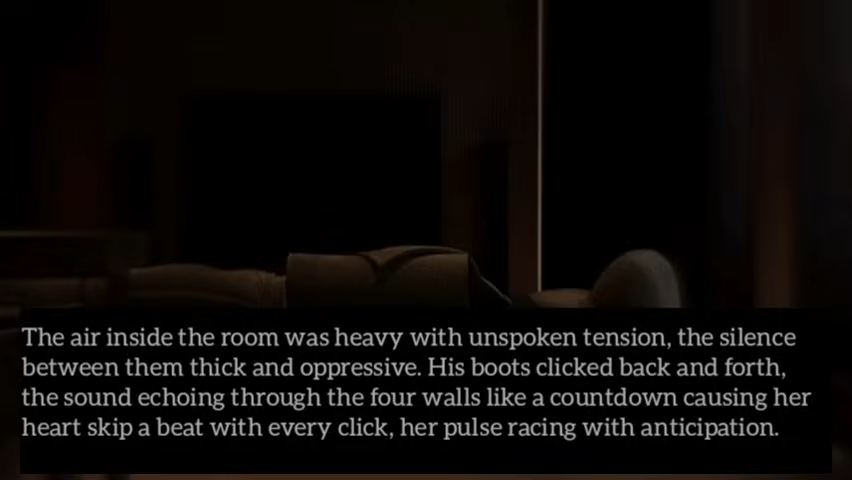 The air inside the room was heavy with unspoken tension, the silence
between them thick and oppressive. His boots clicked back and forth,
the sound echoing through the four walls like a countdown causing her
heart skip a beat with every click, her pulse racing with anticipation.